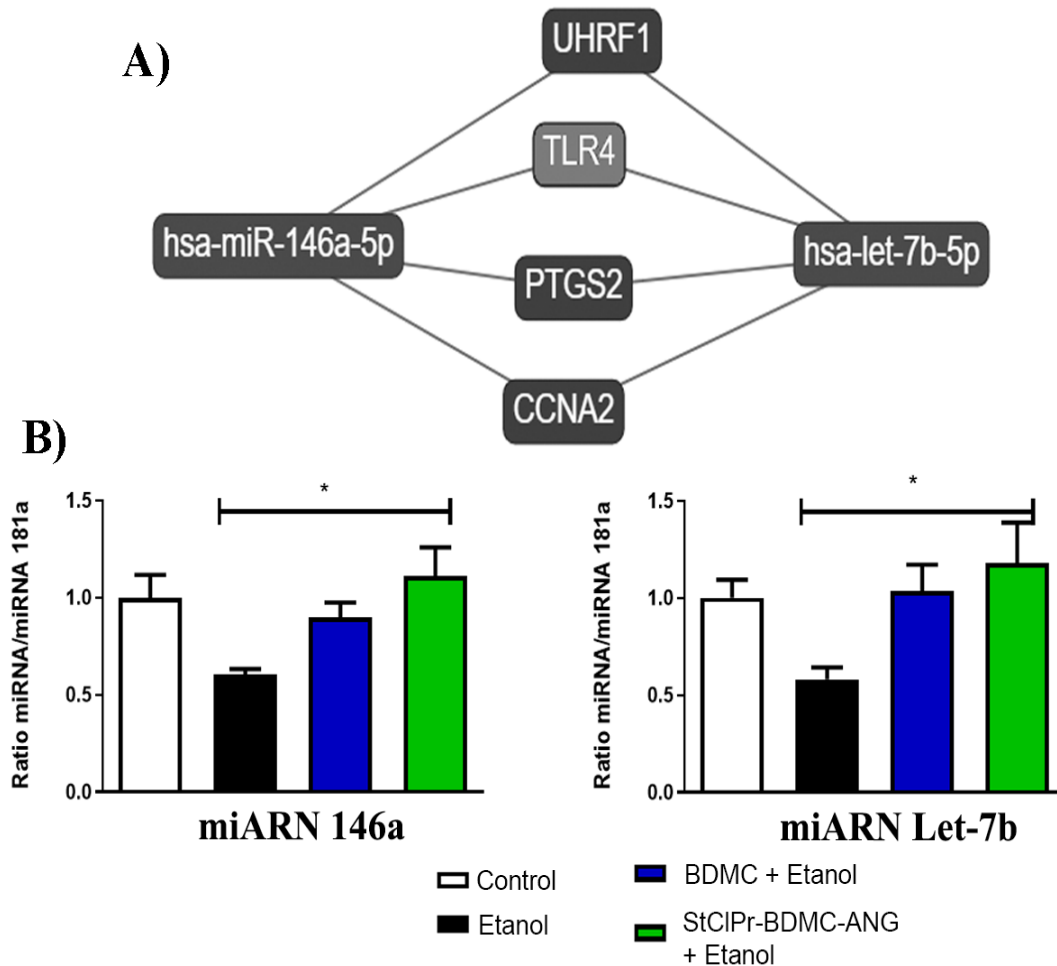 A)
UHRF1
TLR4
hsa-miR-146a-5p
hsa-let-7b-5p
PTGS2
CCNA2
B)
Ratio miRNA/miRNA 181a
1.5
1.0
0.5
0.0
*
miARN 146a
Ratio miRNA/miRNA 181a
1.5
1.0
0.5
0.0
*
miARN Let-7b
Control
Etanol
BDMC + Etanol
StCIPr-BDMC-ANG
+ Etanol